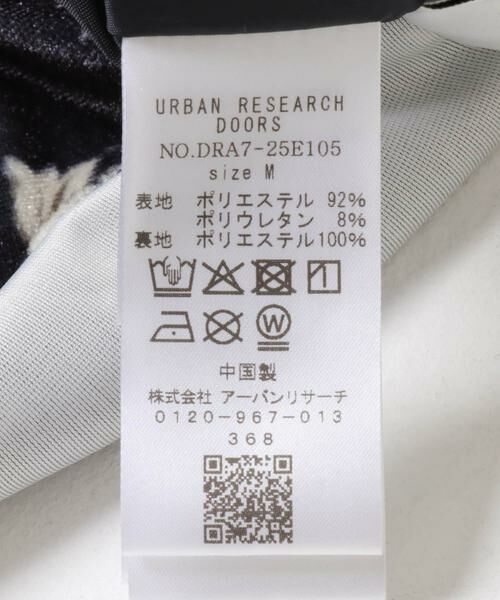 URBAN RESEARCH
DOORS
NO.DRA7-25E105
size M
表地 ポリエステル 92%
ポリウレタン 8%
裏地 ポリエステル100%
W
中国製
株式会社 アーバンリサーチ
0120-967-013
368